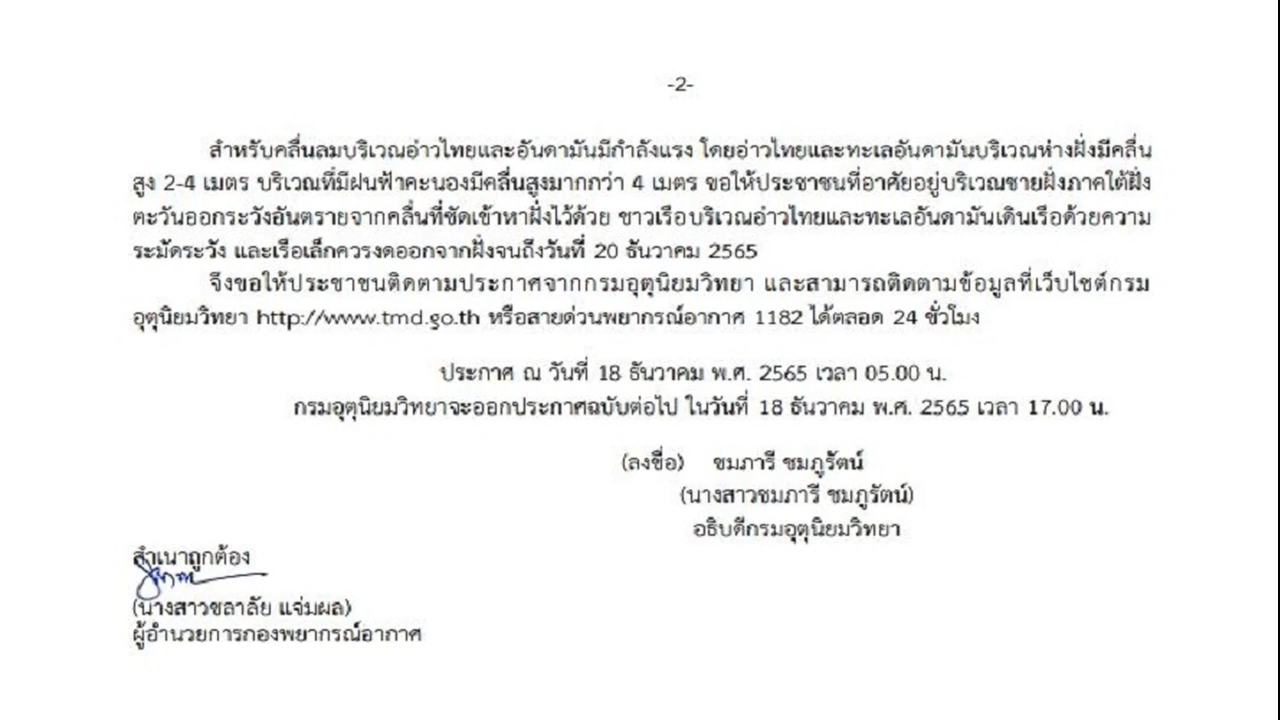 -2-
สำหรับคลื่นลมบริเวณอ่าวไทยและอันดามันมีกำลังแรง โดยอ่าวไทยและทะเลอันดามันบริเวณห่างฝั่งมีคลื่น
สูง 2-4 เมตร บริเวณที่มีฝนฟ้าคะนองมีคลื่นสูงมากกว่า 4 เมตร ขอให้ประชาชนที่อาศัยอยู่บริเวณชายฝั่งภาคใต้ฝั่ง
ตะวันออกระวังอันตรายจากคลื่นที่ซัดเข้าหาฝั่งไว้ด้วย ชาวเรือบริเวณอ่าวไทยและทะเลอันดามันเดินเรือด้วยความ
ระมัดระวัง และเรือเล็กควรงดออกจากฝั่งจนถึงวันที่ 20 ธันวาคม 2565
จึงขอให้ประชาชนติดตามประกาศจากกรมอุตุนิยมวิทยา และสามารถติดตามข้อมูลที่เว็บไซต์กรม
อุตุนิยมวิทยา http://www.tmd.go.th หรือสายด่วนพยากรณ์อากาศ 1182 ได้ตลอด 24 ชั่วโมง
ประกาศ ณ วันที่ 18 ธันวาคม พ.ศ. 2565 เวลา 05.00 น.
กรมอุตุนิยมวิทยาจะออกประกาศฉบับต่อไป ในวันที่ 18 ธันวาคม พ.ศ. 2565 เวลา 17.00 น.
(ลงชื่อ) ชมภารี ชมภูรัตน์
(นางสาวชมภารี ชมภูรัตน์)
อธิบดีกรมอุตุนิยมวิทยา
สำเนาถูกต้อง
(นางสาวชลาลัย แจ่มผล)
ผู้อำนวยการกองพยากรณ์อากาศ